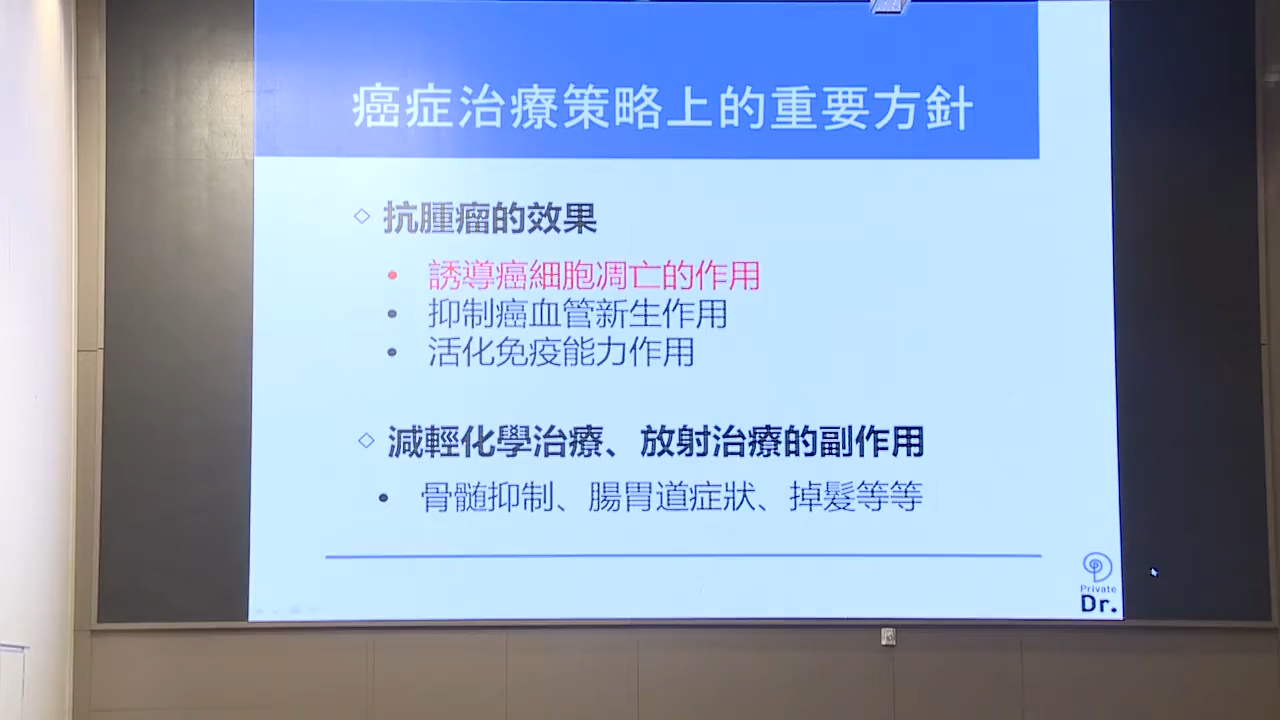 癌症治療策略上的重要方針
◇ 抗腫瘤的效果
• 誘導癌細胞凋亡的作用
• 抑制癌血管新生作用
• 活化免疫能力作用
◇ 減輕化學治療、放射治療的副作用
• 骨髓抑制、腸胃道症狀、掉髮等等
Private
Dr.